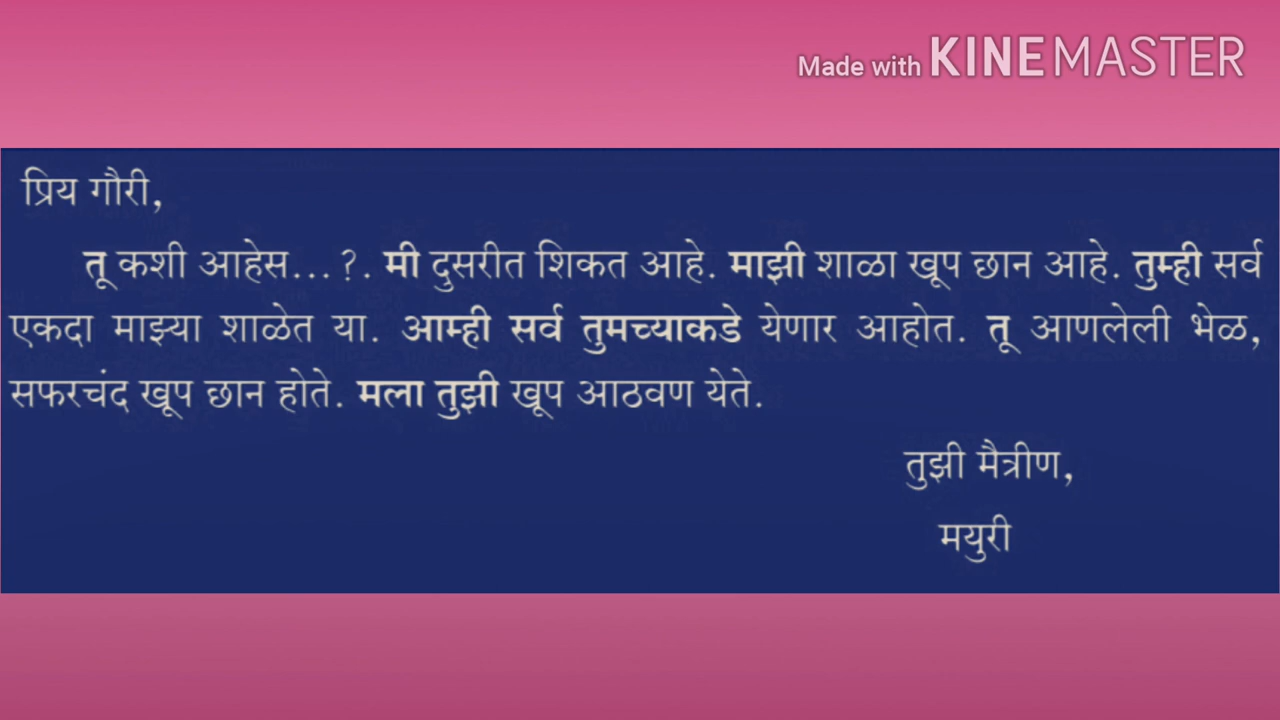 Made with KINEMASTER
प्रिय गौरी,
तू कशी आहेस...?. मी दुसरीत शिकत आहे. माझी शाळा खूप छान आहे. तुम्ही सर्व
एकदा माझ्या शाळेत या. आम्ही सर्व तुमच्याकडे येणार आहोत. तू आणलेली भेळ,
सफरचंद खूप छान होते. मला तुझी खूप आठवण येते.
तुझी मैत्रीण,
मयुरी